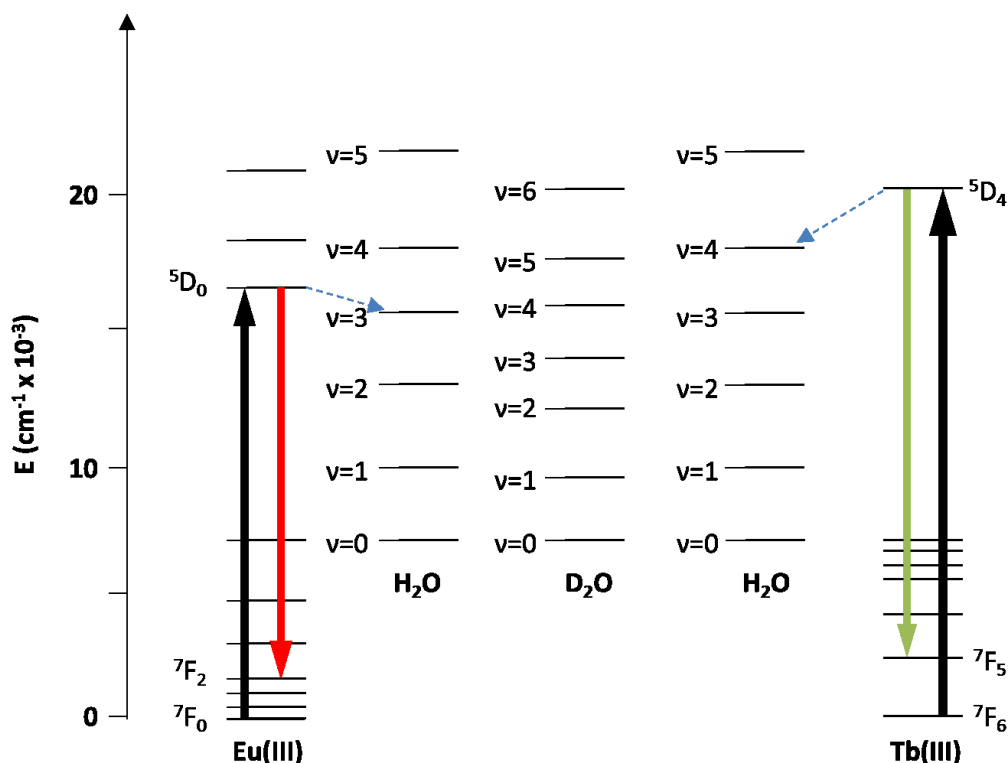 E (cm⁻¹ x 10⁻³)
20
10
0
⁵D₀
⁷F₂
⁷F₀
Eu(III)
ν=5
ν=4
ν=3
ν=2
ν=1
ν=0
H₂O
ν=6
ν=5
ν=4
ν=3
ν=2
ν=1
ν=0
D₂O
ν=5
ν=4
ν=3
ν=2
ν=1
ν=0
H₂O
⁵D₄
⁷F₅
⁷F₆
Tb(III)